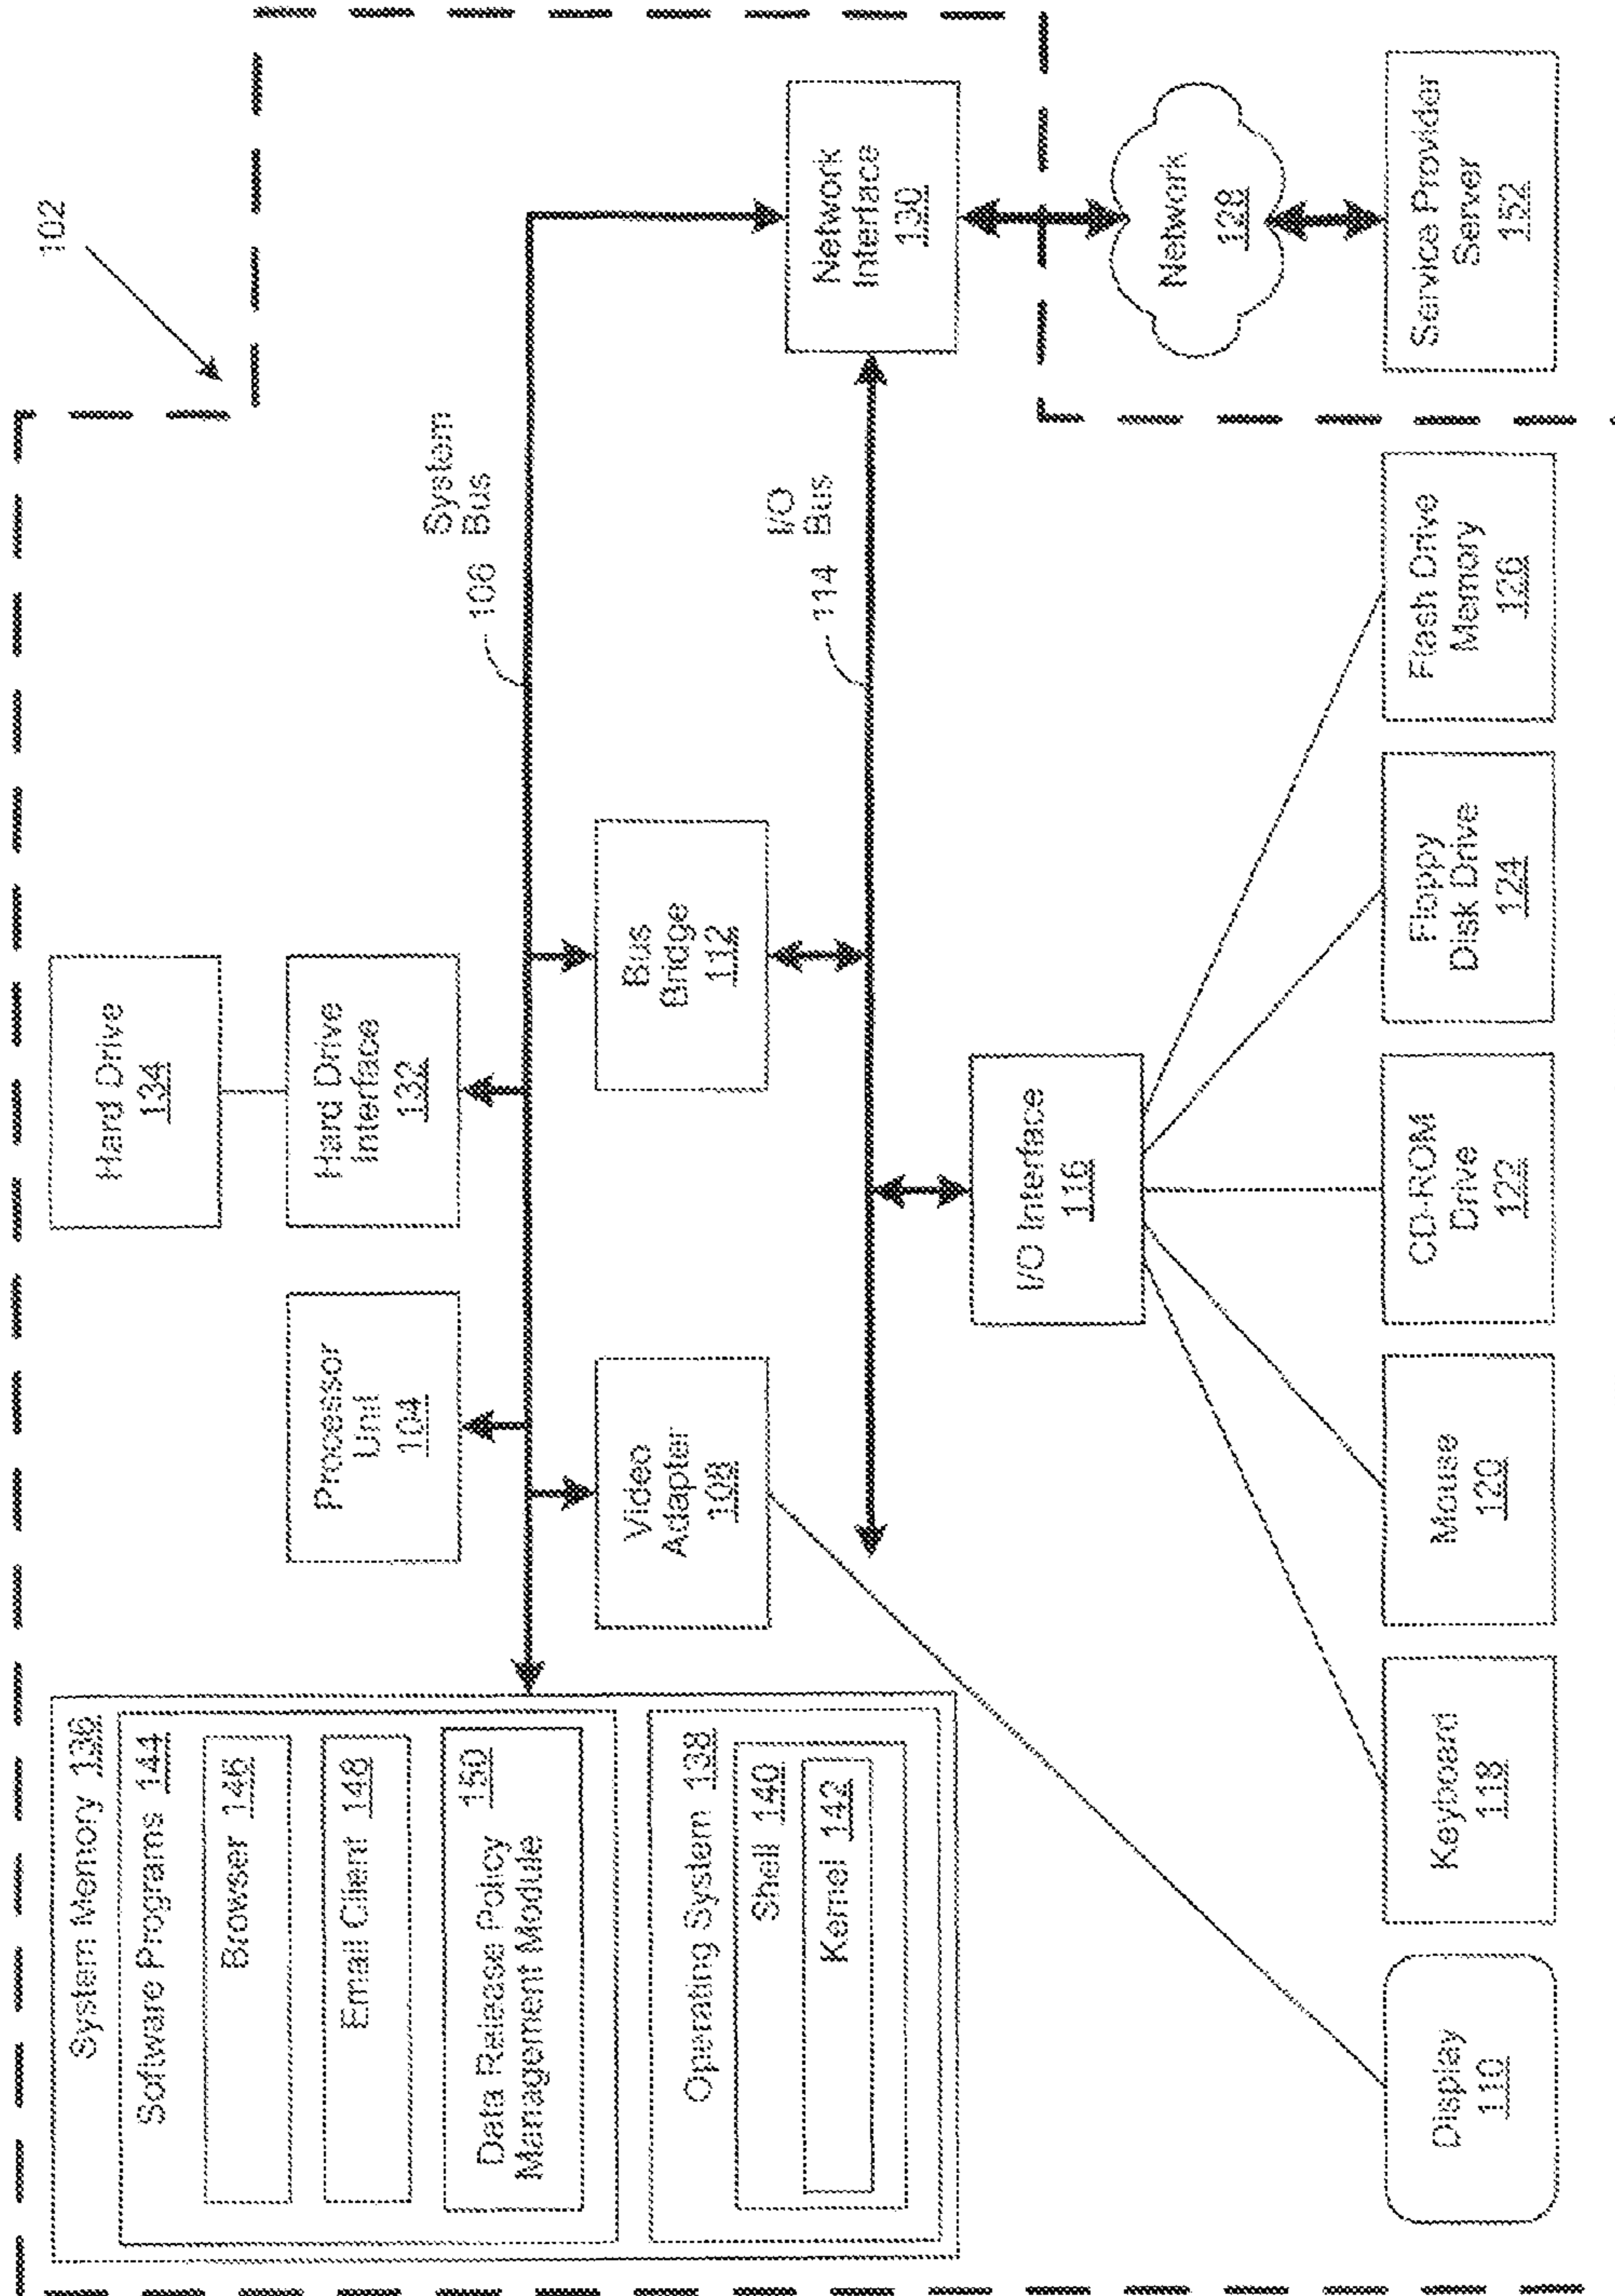 102
System Memory 136
Software Programs 144
Browser 146
Email Client 148
Data Release Policy 150
Management Module
Operating System 138
Shell 140
Kernel 142
Processor
Unit
104
Hard Drive
134
Hard Drive
Interface
132
System
Bus
106
Video
Adapter
108
Bus
Bridge
112
I/O
Bus
114
Network
Interface
130
I/O Interface
116
Network
128
Display
110
Keyboard
118
Mouse
120
CD-ROM
Drive
122
Floppy
Disk Drive
124
Flash Drive
Memory
126
Service Provider
Server
152